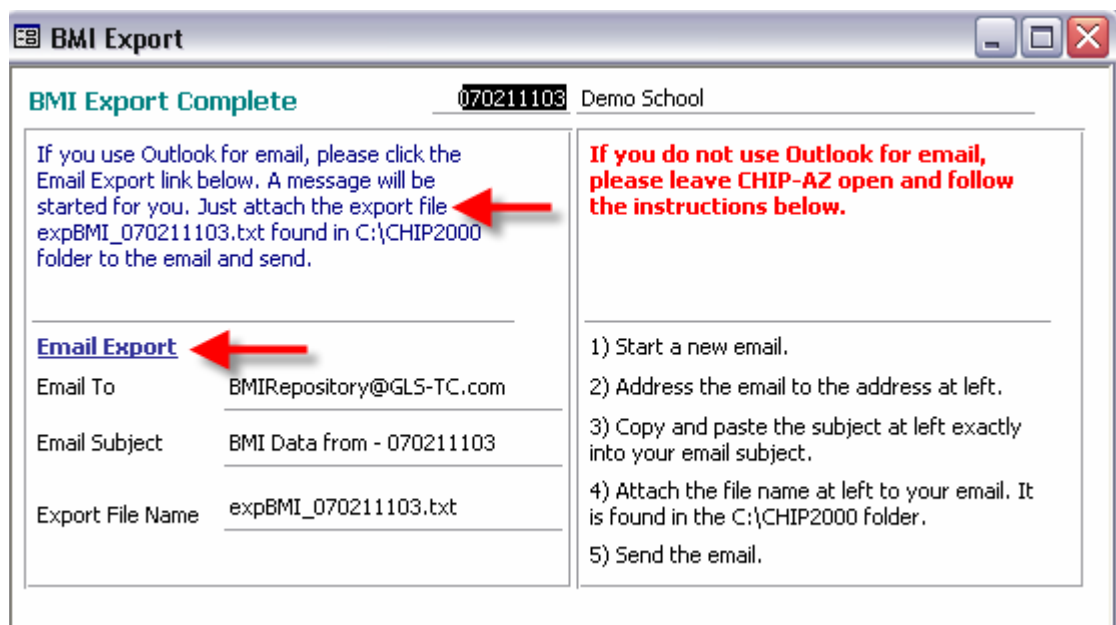 BMI Export
BMI Export Complete
070211103 Demo School
If you use Outlook for email, please click the
Email Export link below. A message will be
started for you. Just attach the export file
expBMI_070211103.txt found in C:\CHIP2000
folder to the email and send.
If you do not use Outlook for email,
please leave CHIP-AZ open and follow
the instructions below.
Email Export
Email To BMIRepository@GLS-TC.com
Email Subject BMI Data from - 070211103
Export File Name expBMI_070211103.txt
1) Start a new email.
2) Address the email to the address at left.
3) Copy and paste the subject at left exactly
into your email subject.
4) Attach the file name at left to your email. It
is found in the C:\CHIP2000 folder.
5) Send the email.